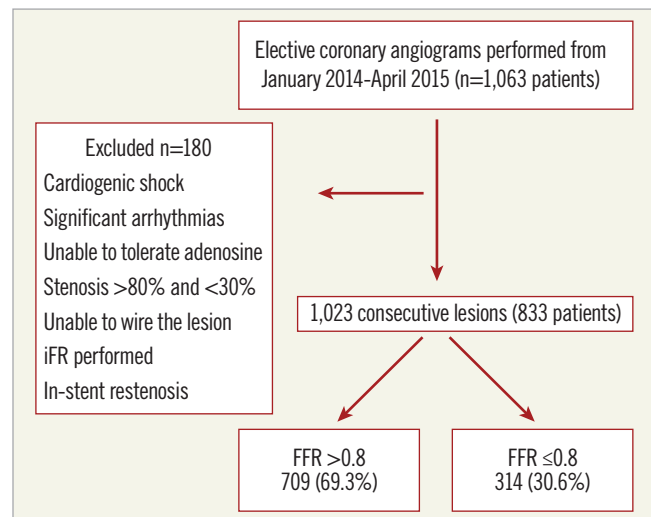 Elective coronary angiograms performed from
January 2014-April 2015 (n=1,063 patients)
Excluded n=180
Cardiogenic shock
Significant arrhythmias
Unable to tolerate adenosine
Stenosis >80% and <30%
Unable to wire the lesion
iFR performed
In-stent restenosis
1,023 consecutive lesions (833 patients)
FFR >0.8
709 (69.3%)
FFR ≤0.8
314 (30.6%)